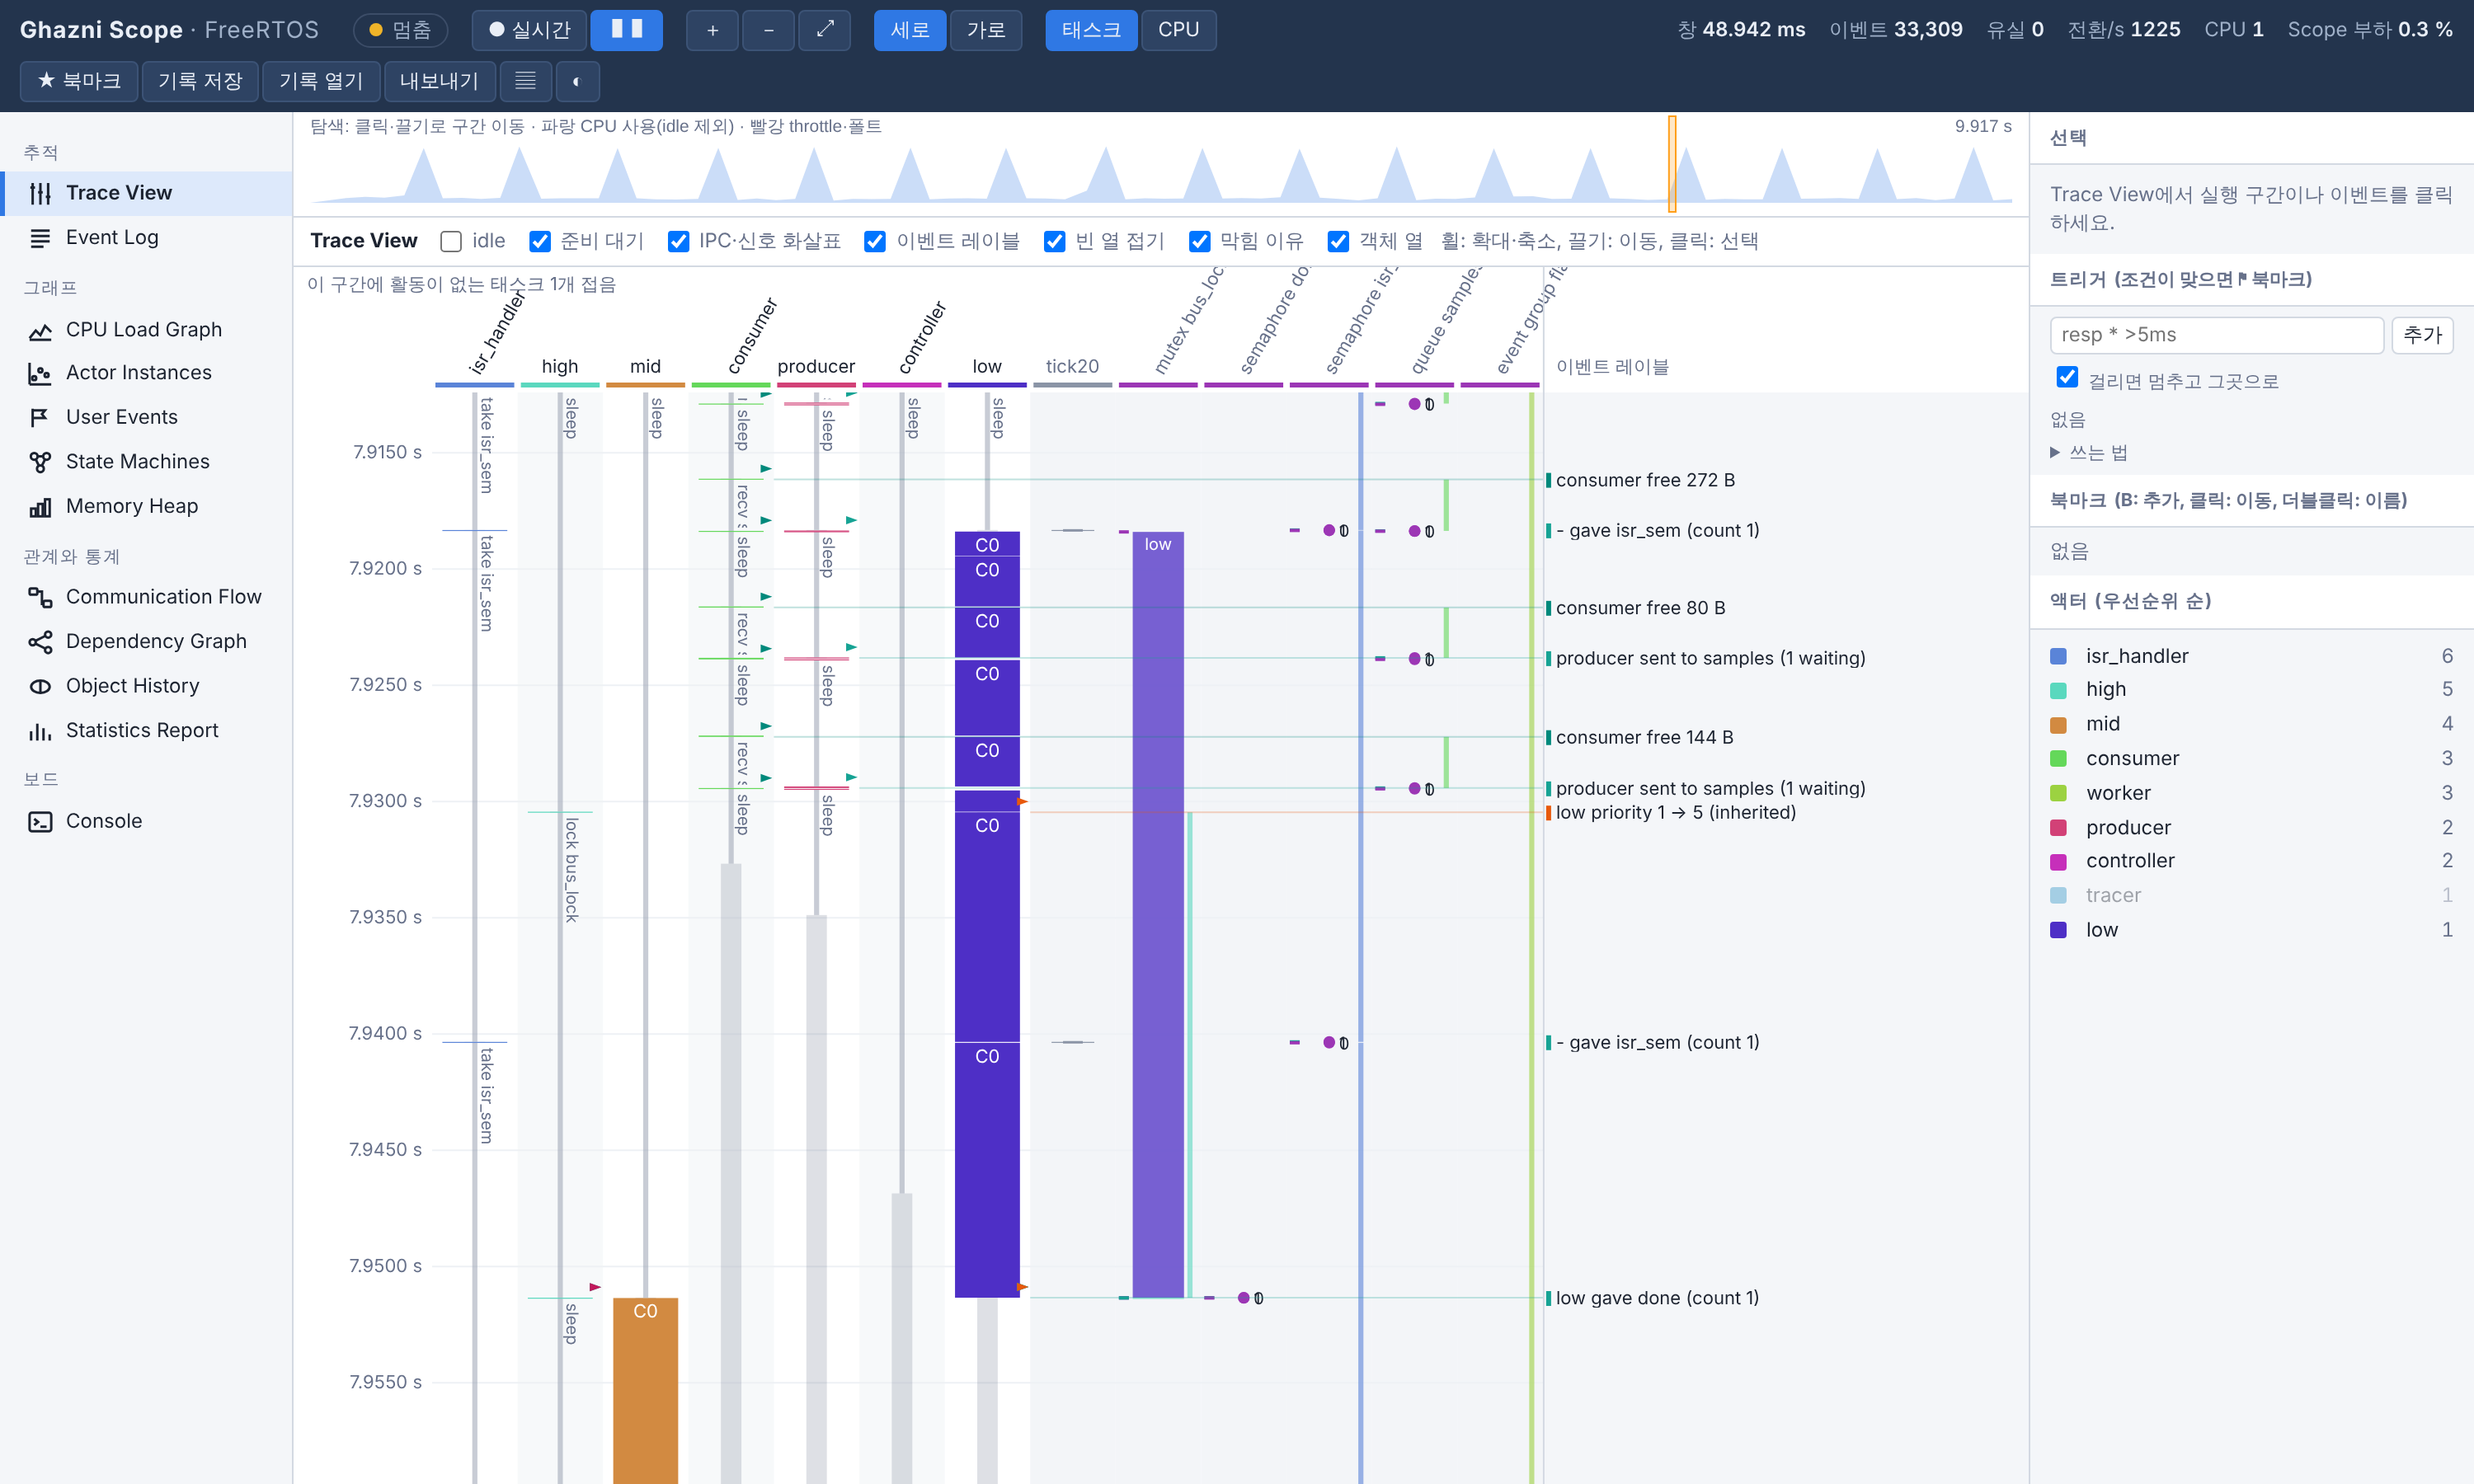 Ghazni Scope · FreeRTOS
멈춤
실시간
+
−
세로
가로
태스크
CPU
창 48.942 ms
이벤트 33,309
유실 0
전환/s 1225
CPU 1
Scope 부하 0.3 %
★ 북마크
기록 저장
기록 열기
내보내기
추적
Trace View
Event Log
그래프
CPU Load Graph
Actor Instances
User Events
State Machines
Memory Heap
관계와 통계
Communication Flow
Dependency Graph
Object History
Statistics Report
보드
Console
탐색: 클릭·끌기로 구간 이동 · 파랑 CPU 사용(idle 제외) · 빨강 throttle·폴트
9.917 s
Trace View
idle
준비 대기
IPC·신호 화살표
이벤트 레이블
빈 열 접기
막힘 이유
객체 열
휠: 확대·축소, 끌기: 이동, 클릭: 선택
이 구간에 활동이 없는 태스크 1개 접음
isr_handler
high
mid
consumer
producer
controller
low
tick20
mutex bus_loc
semaphore do
semaphore isr_
queue samples
event group
이벤트 레이블
7.9150 s
7.9200 s
7.9250 s
7.9300 s
7.9350 s
7.9400 s
7.9450 s
7.9500 s
7.9550 s
take isr_sem
take isr_sem
take isr_sem
sleep
lock bus_lock
sleep
sleep
C0
sleep
recv
sleep
recv
sleep
recv
sleep
sleep
sleep
sleep
sleep
sleep
sleep
C0
C0
C0
C0
C0
C0
C0
low
consumer free 272 B
- gave isr_sem (count 1)
consumer free 80 B
producer sent to samples (1 waiting)
consumer free 144 B
producer sent to samples (1 waiting)
low priority 1 → 5 (inherited)
- gave isr_sem (count 1)
low gave done (count 1)
선택
Trace View에서 실행 구간이나 이벤트를 클릭
하세요.
트리거 (조건이 맞으면 ⚑ 북마크)
resp * >5ms
추가
걸리면 멈추고 그곳으로
없음
▶ 쓰는 법
북마크 (B: 추가, 클릭: 이동, 더블클릭: 이름)
없음
액터 (우선순위 순)
isr_handler 6
high 5
mid 4
consumer 3
worker 3
producer 2
controller 2
tracer 1
low 1